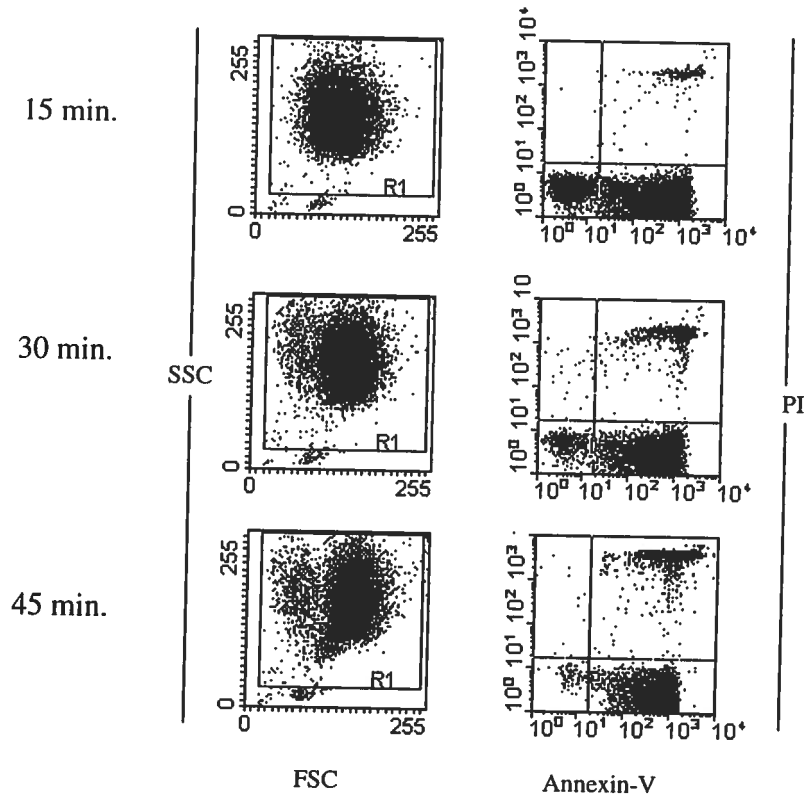 15 min.
255
0
R1
0 255
10⁰ 10¹ 10² 10³ 10⁴
10⁰ 10¹ 10² 10³ 10⁴
30 min.
255
0
R1
0 255
10⁰ 10¹ 10² 10³ 10
10⁰ 10¹ 10² 10³ 10⁴
SSC
PI
45 min.
255
0
R1
0 255
10⁰ 10¹ 10² 10³
10⁰ 10¹ 10² 10³ 10⁴
FSC
Annexin-V